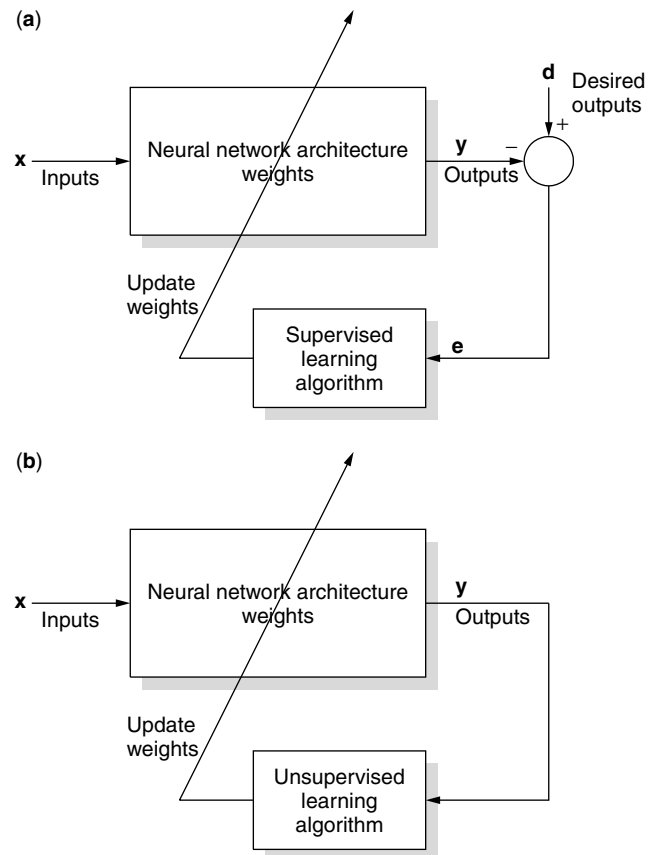 (a)
d
Desired
outputs
+
x
Inputs
Neural network architecture
weights
y
Outputs
−
Update
weights
Supervised
learning
algorithm
e
(b)
x
Inputs
Neural network architecture
weights
y
Outputs
Update
weights
Unsupervised
learning
algorithm